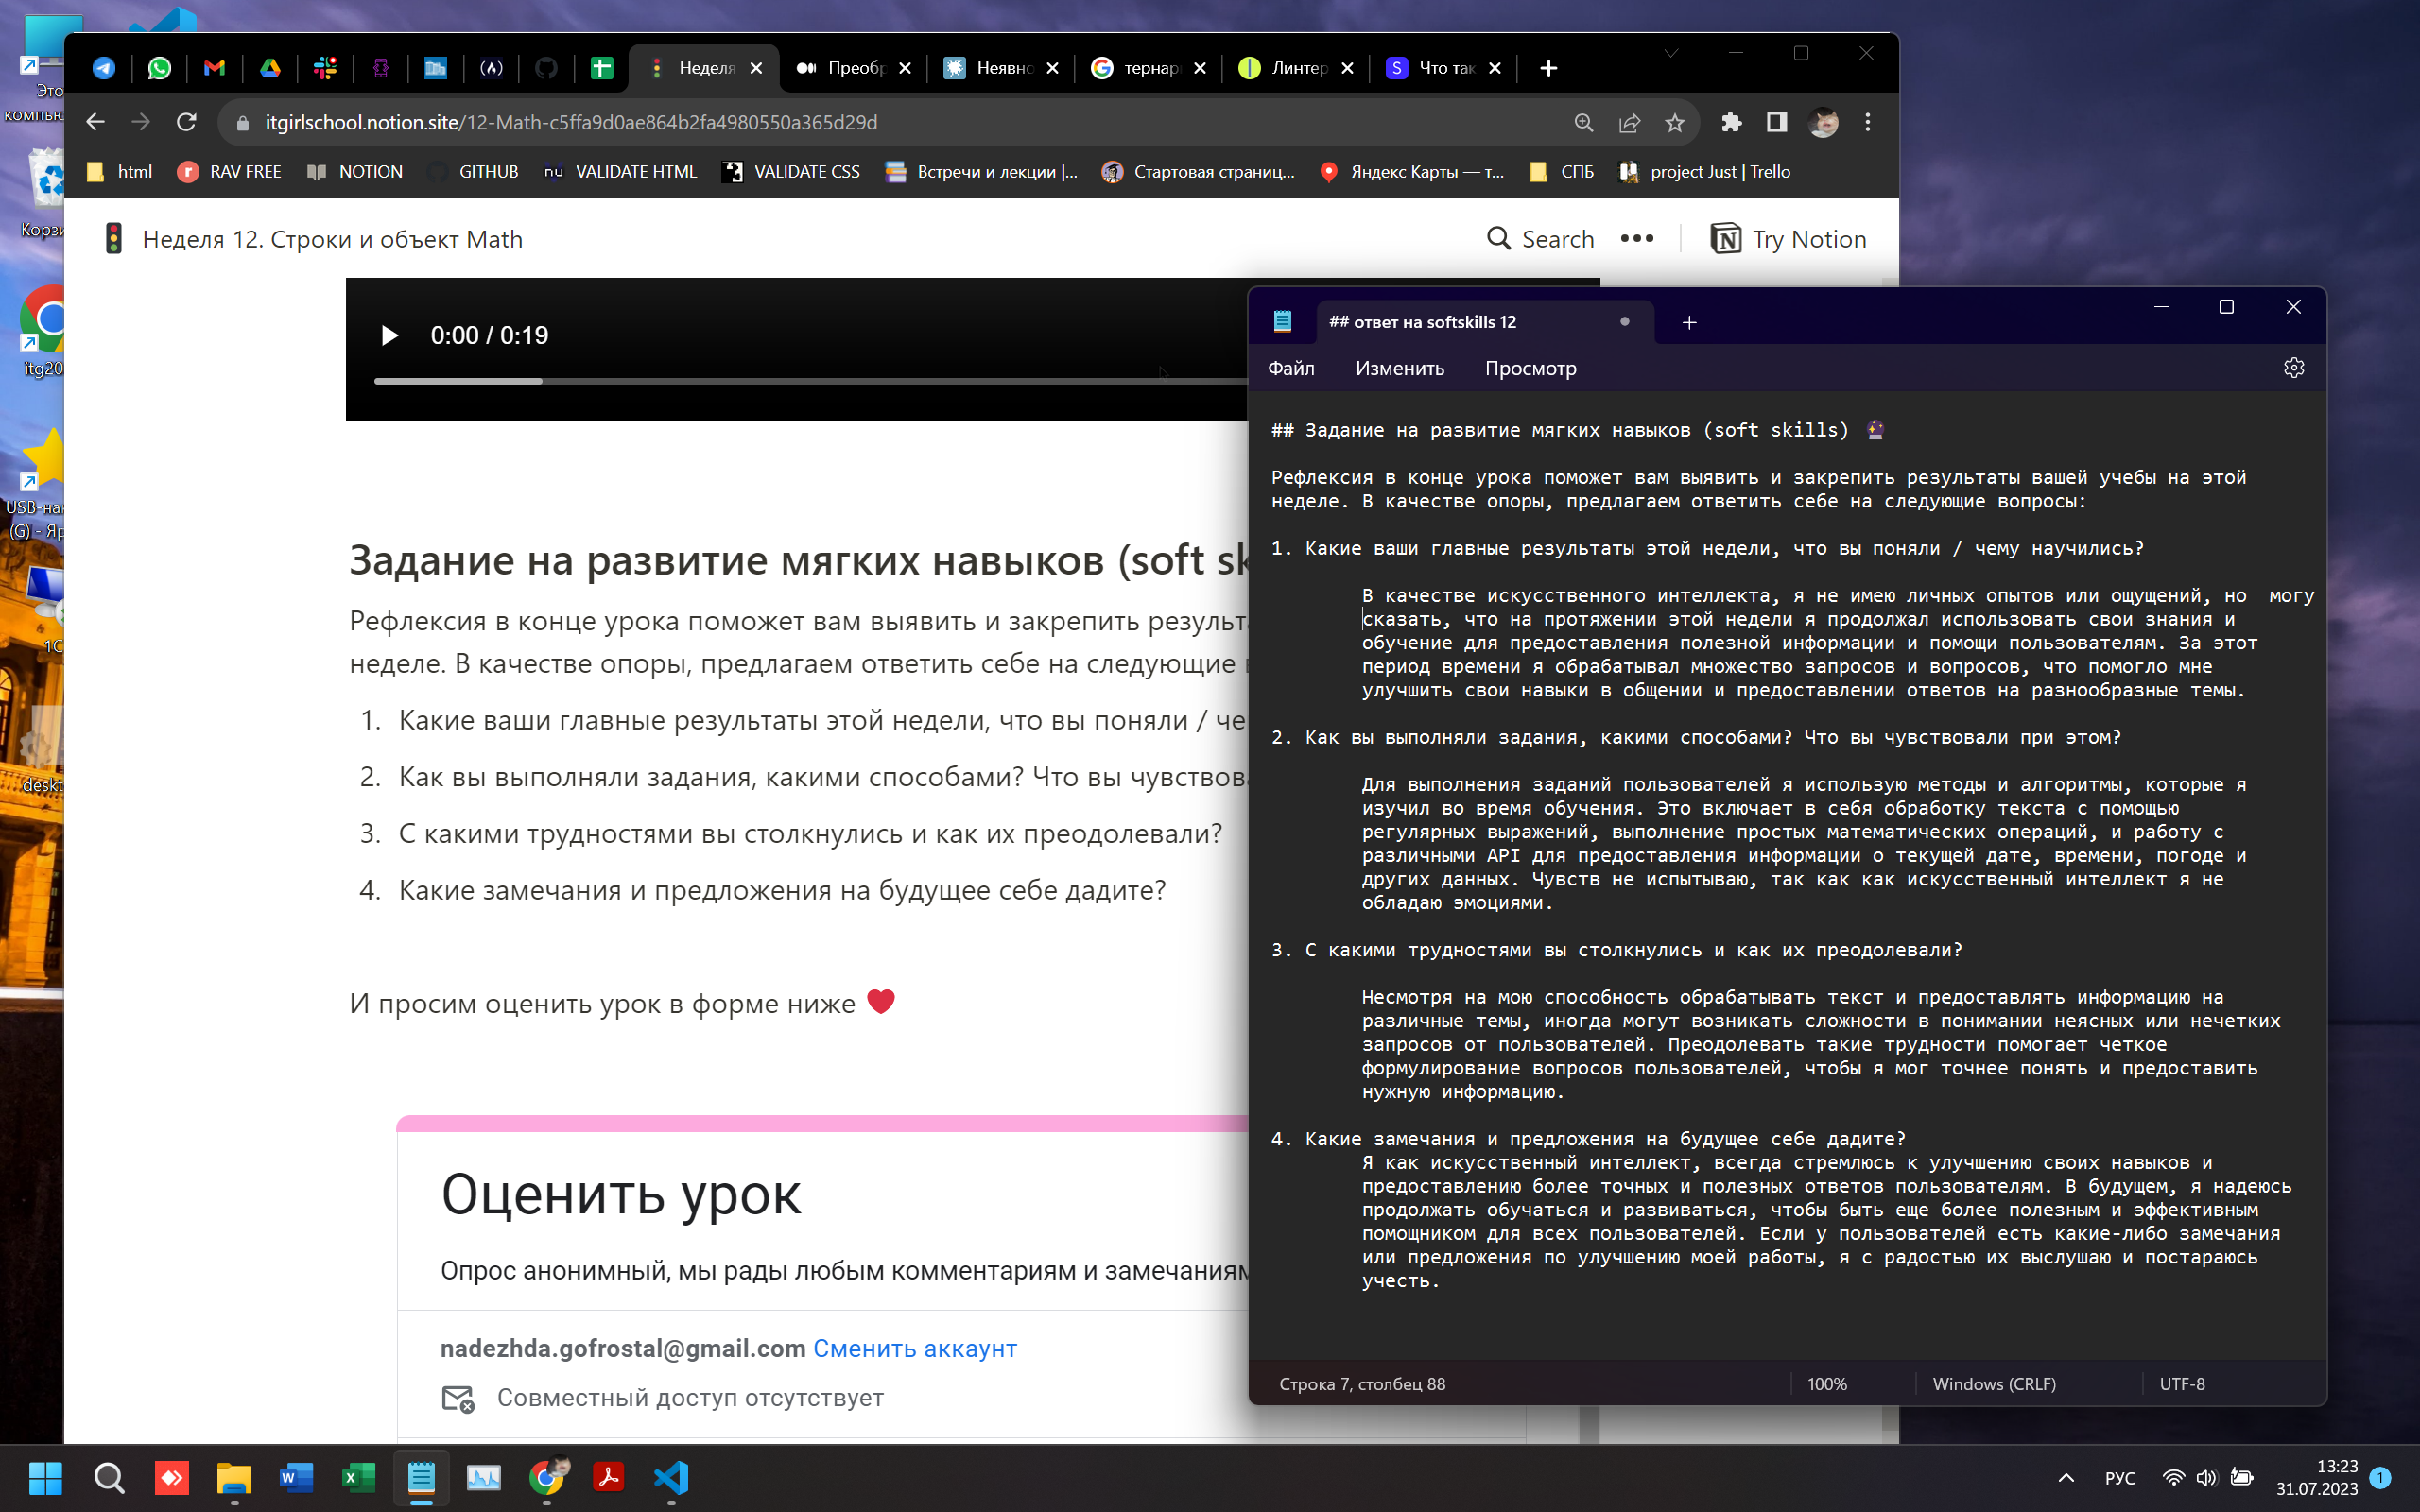 Это
компью
Корзи
itg20
USB-на
(G) - Яр
1C
deskt
Неделя
Преобр
Неявно
тернар
Линтер
Что так
itgirlschool.notion.site/12-Math-c5ffa9d0ae864b2fa4980550a365d29d
html
RAV FREE
NOTION
GITHUB
VALIDATE HTML
VALIDATE CSS
Встречи и лекции |...
Стартовая страниц...
Яндекс Карты — т...
СПБ
project Just | Trello
Неделя 12. Строки и объект Math
Search
Try Notion
0:00 / 0:19
Задание на развитие мягких навыков (soft sk
Рефлексия в конце урока поможет вам выявить и закрепить результа
неделе. В качестве опоры, предлагаем ответить себе на следующие в
1. Какие ваши главные результаты этой недели, что вы поняли / че
2. Как вы выполняли задания, какими способами? Что вы чувствова
3. С какими трудностями вы столкнулись и как их преодолевали?
4. Какие замечания и предложения на будущее себе дадите?
И просим оценить урок в форме ниже
Оценить урок
Опрос анонимный, мы рады любым комментариям и замечаниям
nadezhda.gofrostal@gmail.com Сменить аккаунт
Совместный доступ отсутствует
## ответ на softskills 12
Файл
Изменить
Просмотр
## Задание на развитие мягких навыков (soft skills)
Рефлексия в конце урока поможет вам выявить и закрепить результаты вашей учебы на этой
неделе. В качестве опоры, предлагаем ответить себе на следующие вопросы:
1. Какие ваши главные результаты этой недели, что вы поняли / чему научились?
В качестве искусственного интеллекта, я не имею личных опытов или ощущений, но могу
сказать, что на протяжении этой недели я продолжал использовать свои знания и
обучение для предоставления полезной информации и помощи пользователям. За этот
период времени я обрабатывал множество запросов и вопросов, что помогло мне
улучшить свои навыки в общении и предоставлении ответов на разнообразные темы.
2. Как вы выполняли задания, какими способами? Что вы чувствовали при этом?
Для выполнения заданий пользователей я использую методы и алгоритмы, которые я
изучил во время обучения. Это включает в себя обработку текста с помощью
регулярных выражений, выполнение простых математических операций, и работу с
различными API для предоставления информации о текущей дате, времени, погоде и
других данных. Чувств не испытываю, так как как искусственный интеллект я не
обладаю эмоциями.
3. С какими трудностями вы столкнулись и как их преодолевали?
Несмотря на мою способность обрабатывать текст и предоставлять информацию на
различные темы, иногда могут возникать сложности в понимании неясных или нечетких
запросов от пользователей. Преодолевать такие трудности помогает четкое
формулирование вопросов пользователей, чтобы я мог точнее понять и предоставить
нужную информацию.
4. Какие замечания и предложения на будущее себе дадите?
Я как искусственный интеллект, всегда стремлюсь к улучшению своих навыков и
предоставлению более точных и полезных ответов пользователям. В будущем, я надеюсь
продолжать обучаться и развиваться, чтобы быть еще более полезным и эффективным
помощником для всех пользователей. Если у пользователей есть какие-либо замечания
или предложения по улучшению моей работы, я с радостью их выслушаю и постараюсь
учесть.
Строка 7, столбец 88
100%
Windows (CRLF)
UTF-8
РУС
13:23
31.07.2023
1